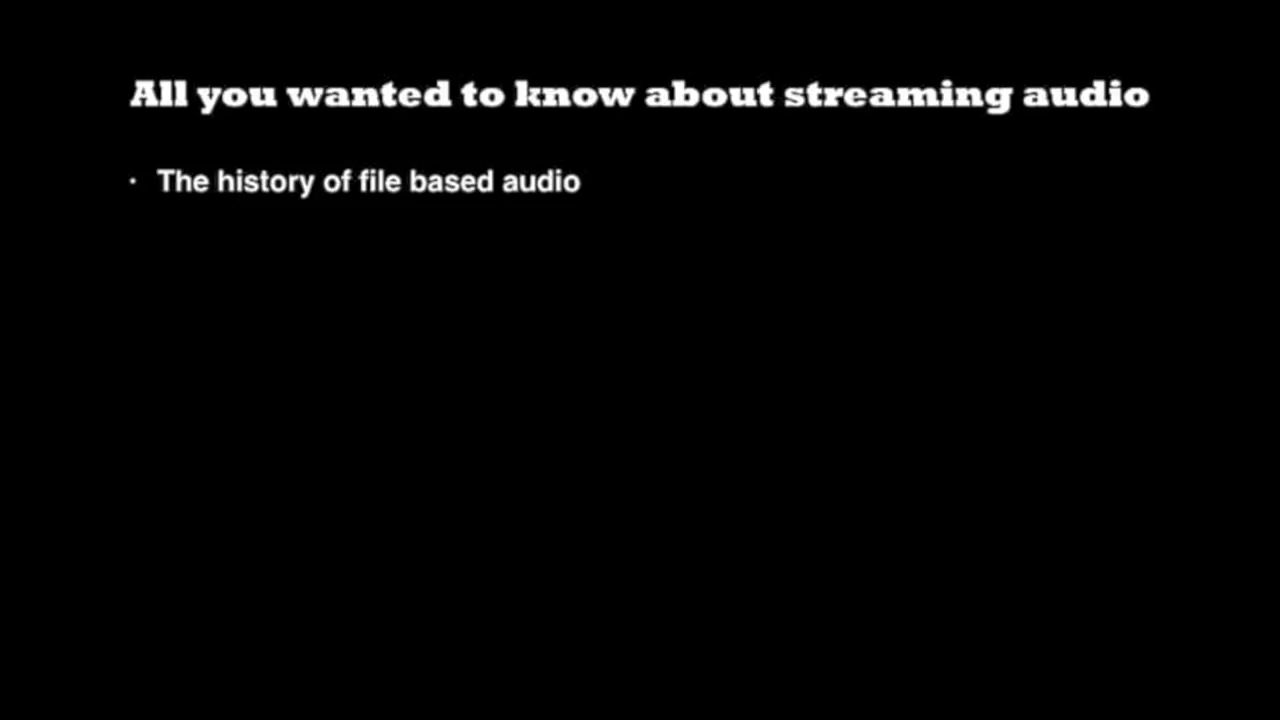 All you wanted to know about streaming audio
· The history of file based audio